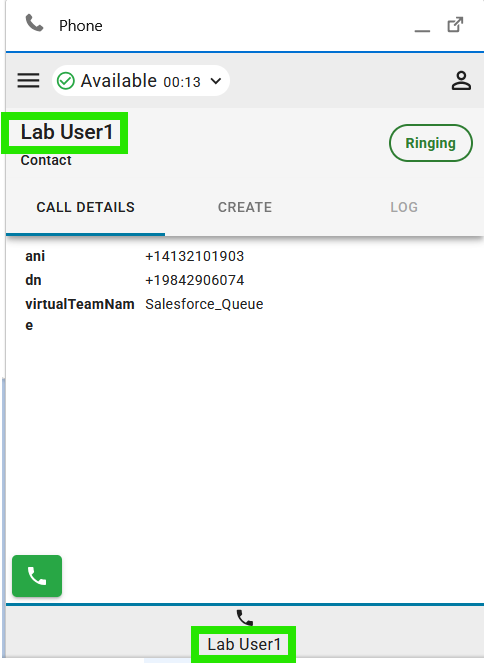 Phone
Available 00:13
Lab User1
Contact
Ringing
CALL DETAILS CREATE LOG
ani +14132101903
dn +19842906074
virtualTeamNam Salesforce_Queue
e
Lab User1